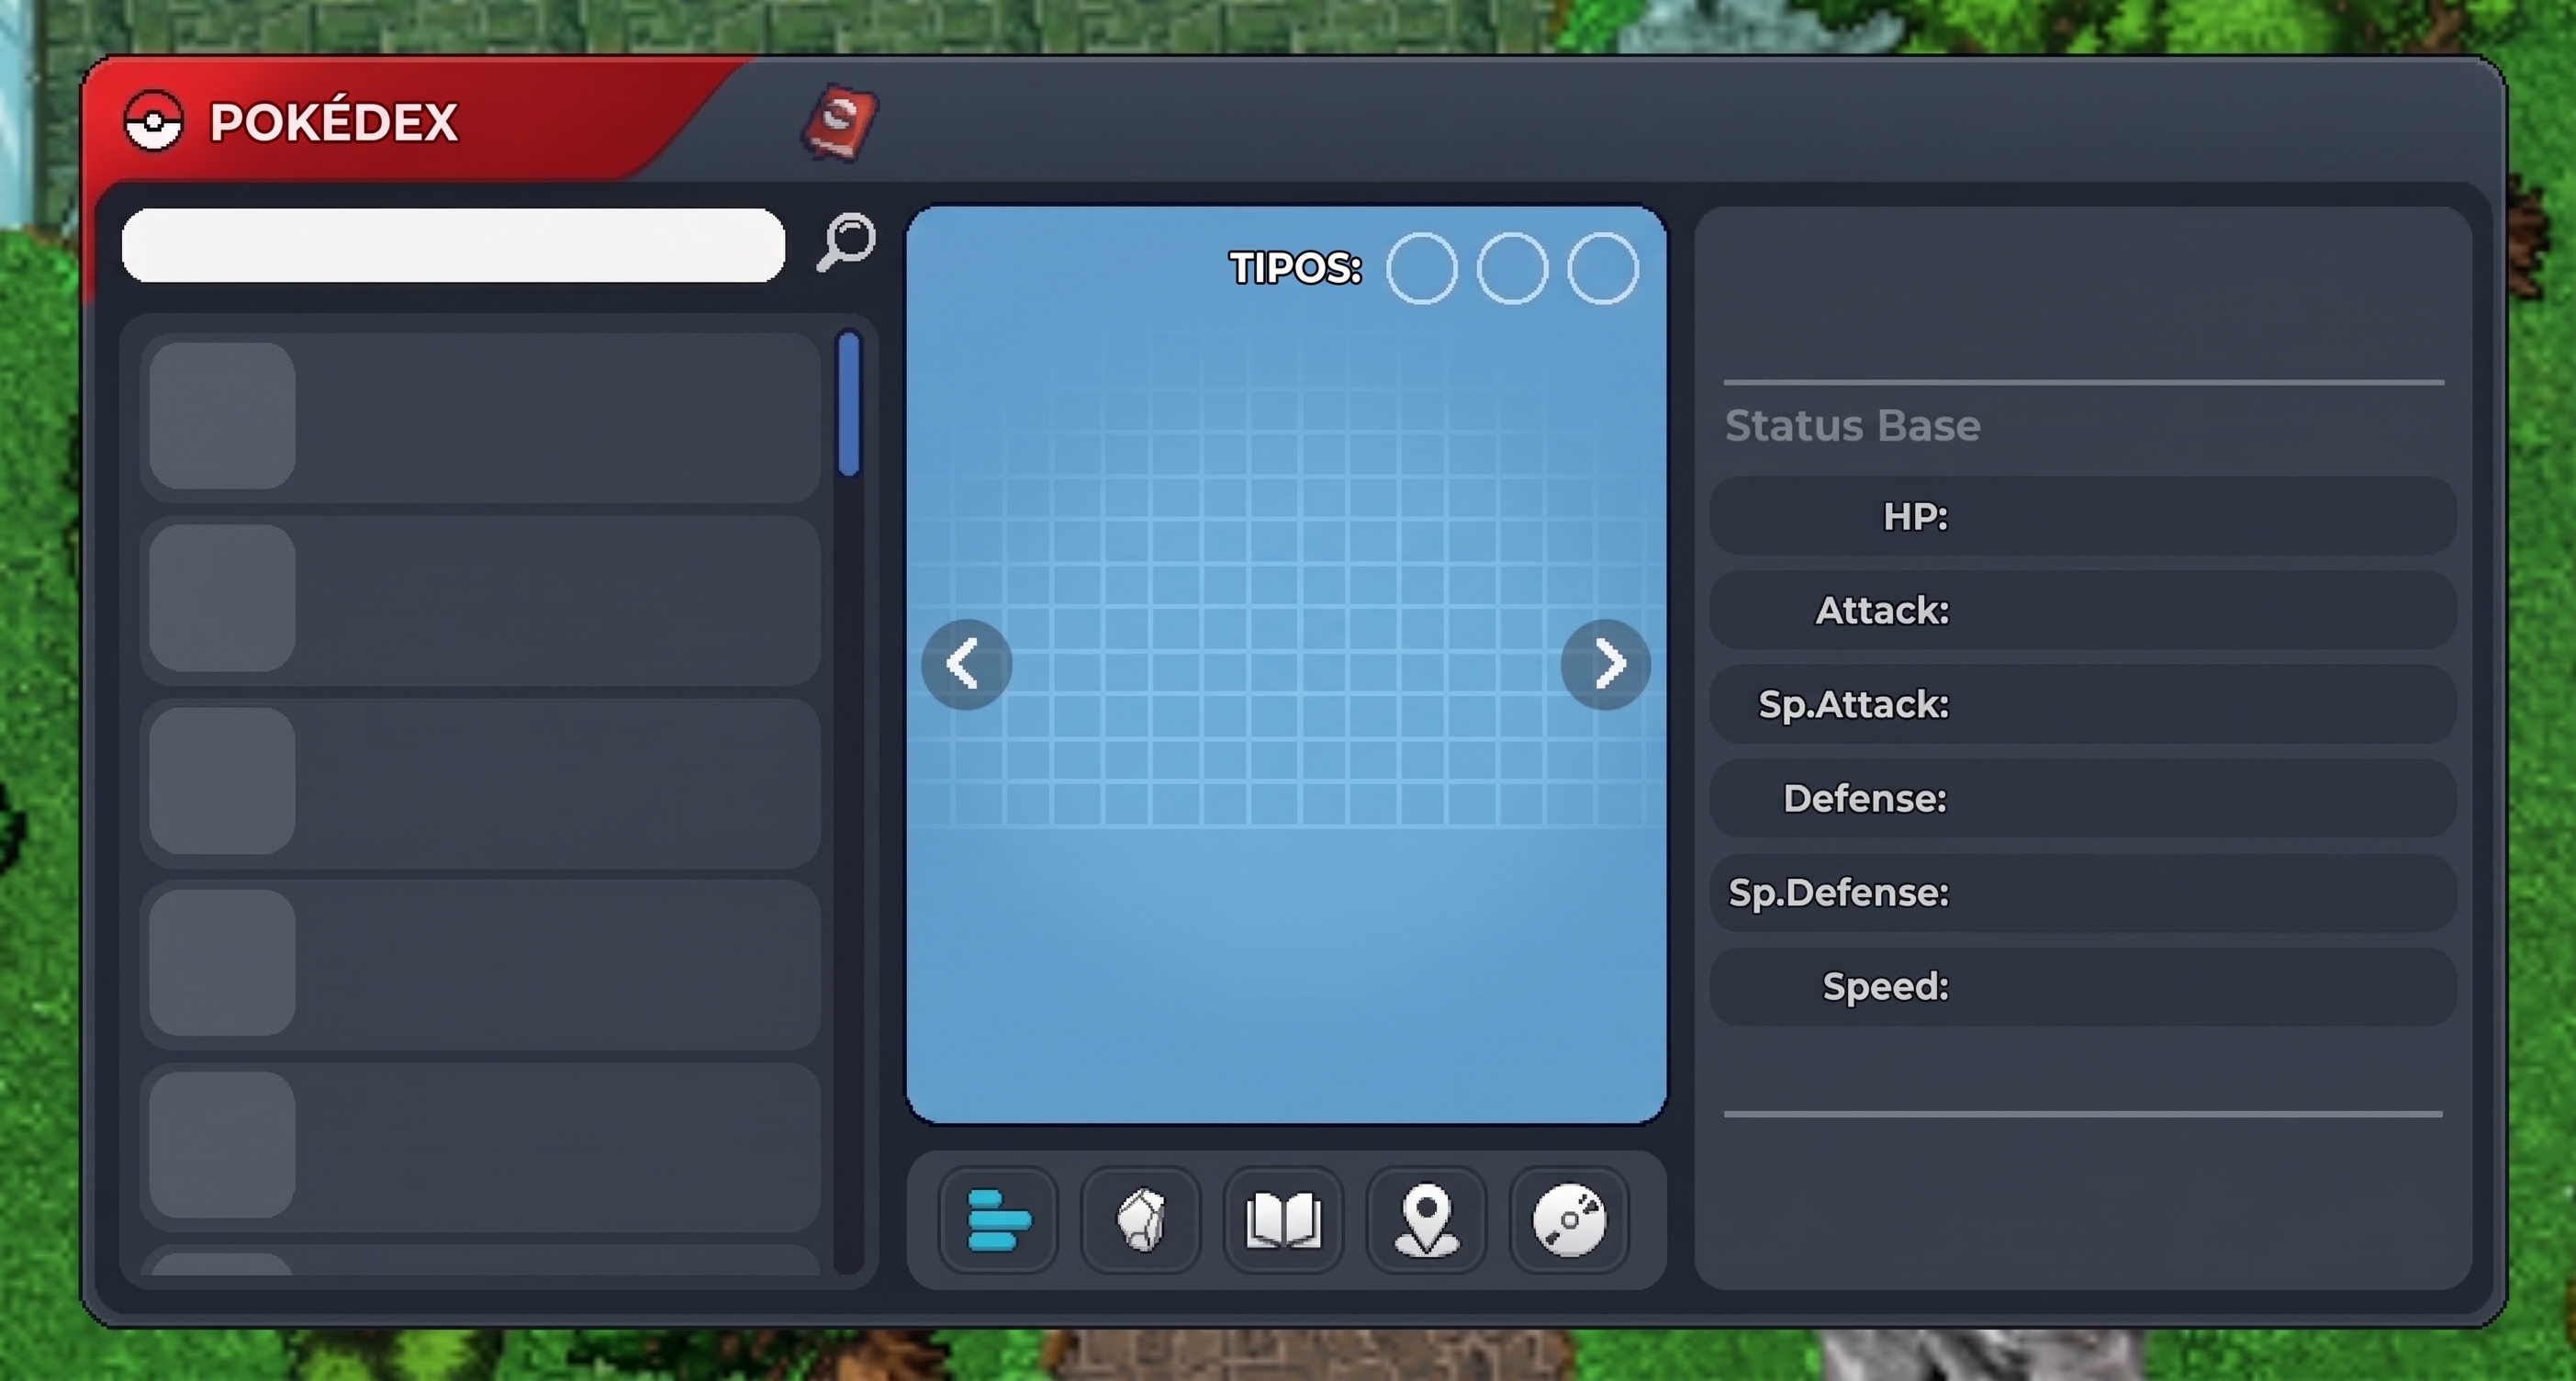 POKÉDEX
TIPOS:
Status Base
HP:
Attack:
Sp.Attack:
Defense:
Sp.Defense:
Speed: